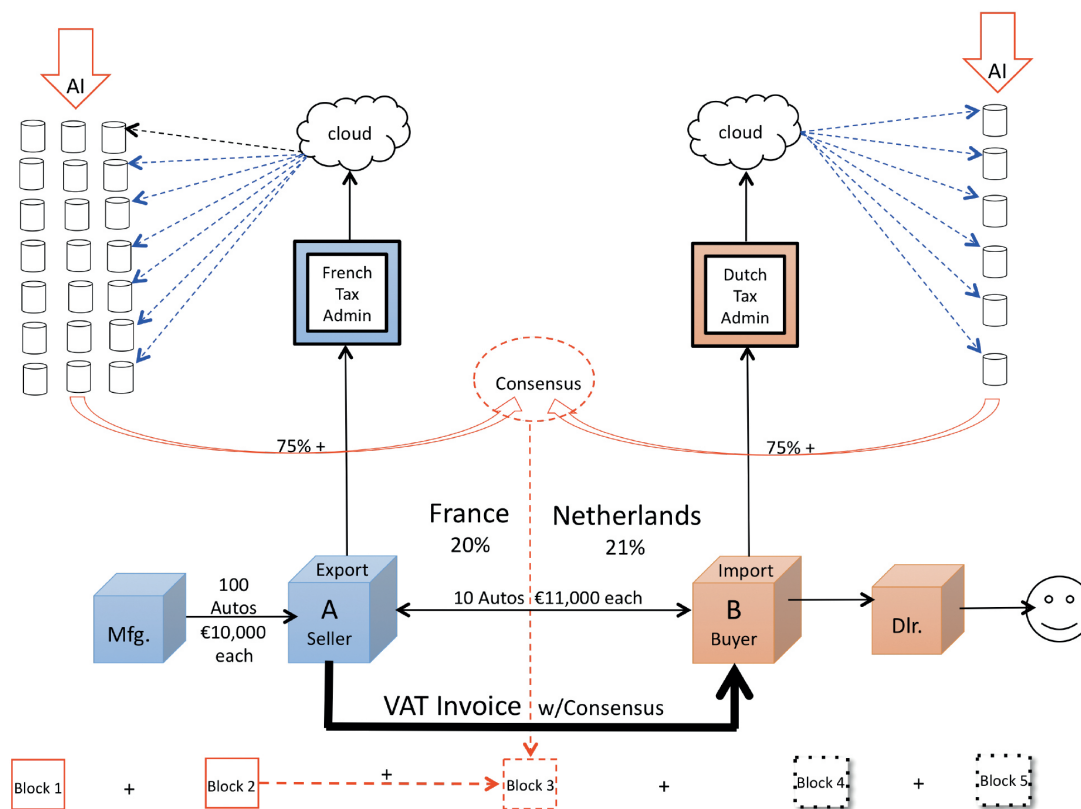 AI
AI
cloud
cloud
French
Tax
Admin
Dutch
Tax
Admin
Consensus
75% +
75% +
France
20%
Netherlands
21%
Mfg.
100
Autos
€10,000
each
Export
A
Seller
10 Autos €11,000 each
Import
B
Buyer
Dlr.
VAT Invoice w/Consensus
Block 1
+
Block 2
+
Block 3
+
Block 4
+
Block 5